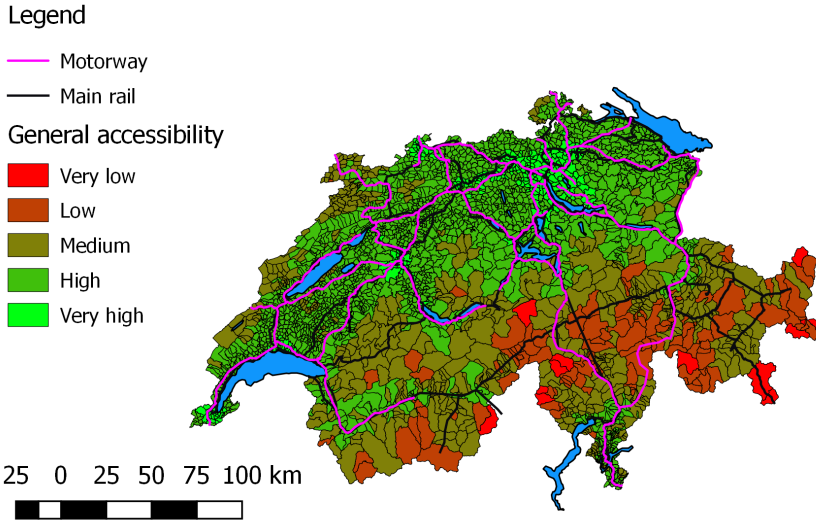 Legend
Motorway
Main rail
General accessibility
Very low
Low
Medium
High
Very high
25 0 25 50 75 100 km